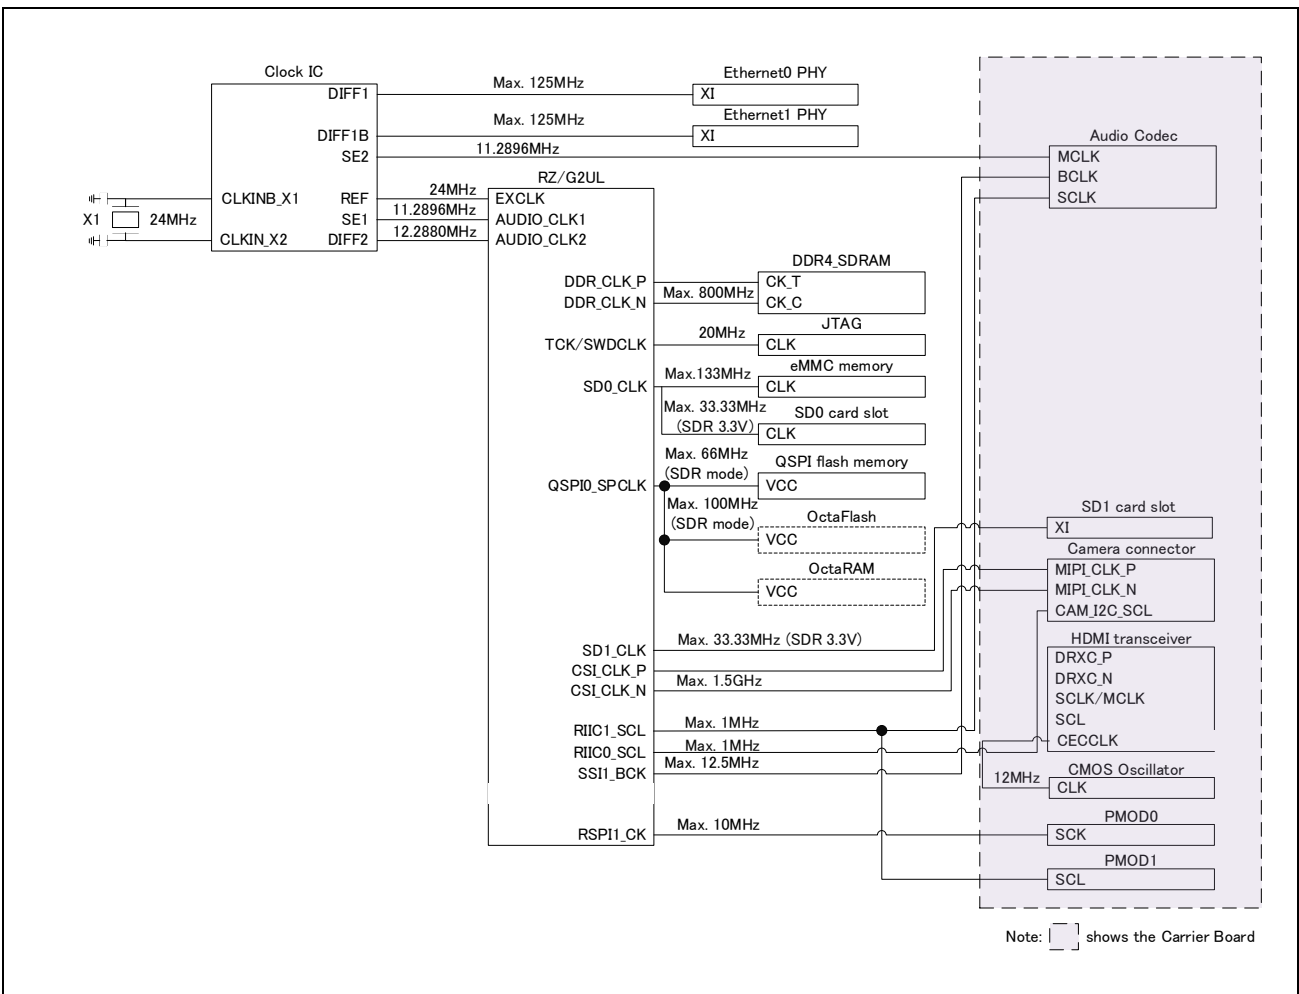 Clock IC
DIFF1
DIFF1B
SE2
CLKINB_X1
REF
SE1
CLKIN_X2
DIFF2
X1
24MHz
Max. 125MHz
Ethernet0 PHY
XI
Max. 125MHz
Ethernet1 PHY
XI
11.2896MHz
24MHz
11.2896MHz
12.2880MHz
RZ/G2UL
EXCLK
AUDIO_CLK1
AUDIO_CLK2
DDR_CLK_P
DDR_CLK_N
TCK/SWDCLK
SD0_CLK
QSPI0_SPCLK
SD1_CLK
CSI_CLK_P
CSI_CLK_N
RIIC1_SCL
RIIC0_SCL
SSI1_BCK
RSPI1_CK
DDR4_SDRAM
CK_T
Max. 800MHz
CK_C
JTAG
20MHz
CLK
eMMC memory
Max.133MHz
CLK
Max. 33.33MHz
(SDR 3.3V)
SD0 card slot
CLK
Max. 66MHz
(SDR mode)
QSPI flash memory
VCC
Max. 100MHz
(SDR mode)
OctaFlash
VCC
OctaRAM
VCC
Max. 33.33MHz (SDR 3.3V)
Max. 1.5GHz
Max. 1MHz
Max. 1MHz
Max. 12.5MHz
Max. 10MHz
Audio Codec
MCLK
BCLK
SCLK
SD1 card slot
XI
Camera connector
MIPI_CLK_P
MIPI_CLK_N
CAM_I2C_SCL
HDMI transceiver
DRXC_P
DRXC_N
SCLK/MCLK
SCL
CECCLK
12MHz
CMOS Oscillator
CLK
PMOD0
SCK
PMOD1
SCL
Note: shows the Carrier Board